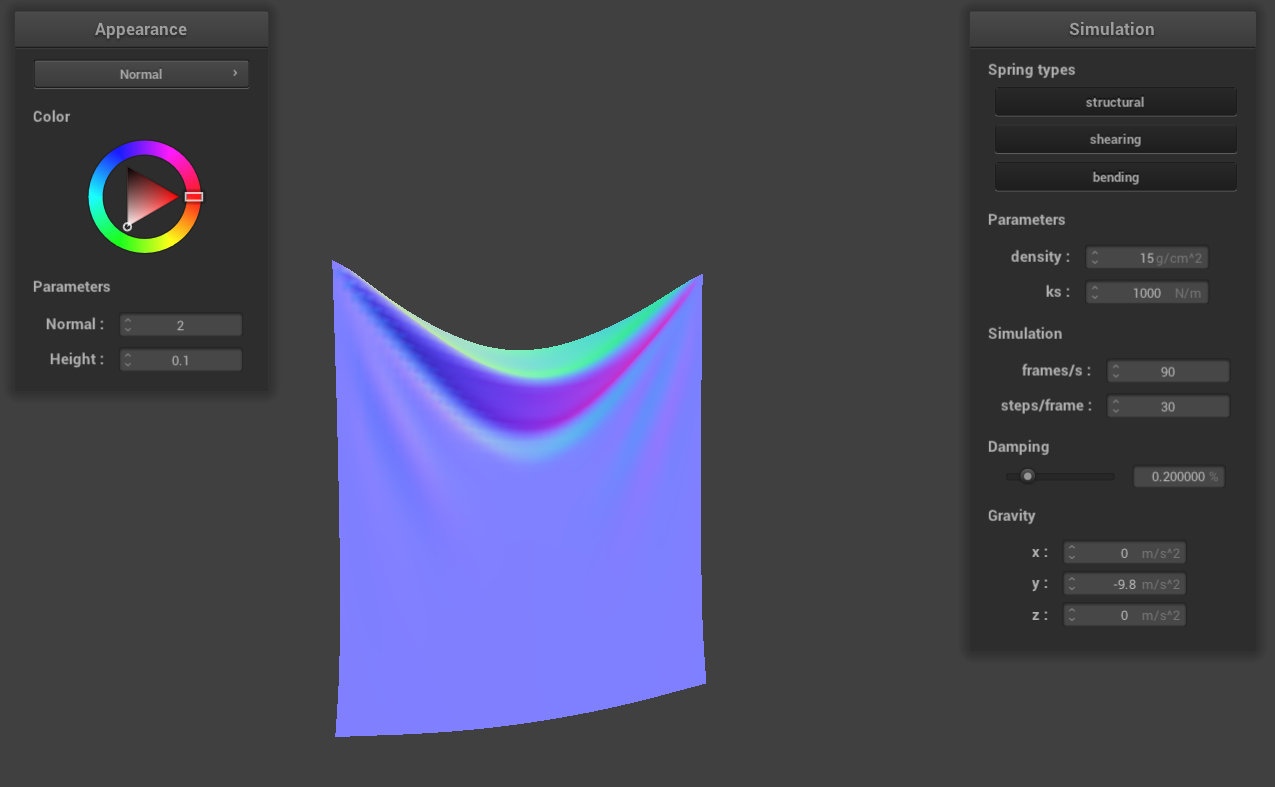 Appearance
Normal ›
Color
Parameters
Normal : 2
Height : 0.1
Simulation
Spring types
structural
shearing
bending
Parameters
density : 15 g/cm^2
ks : 1000 N/m
Simulation
frames/s : 90
steps/frame : 30
Damping
0.200000 %
Gravity
x : 0 m/s^2
y : -9.8 m/s^2
z : 0 m/s^2